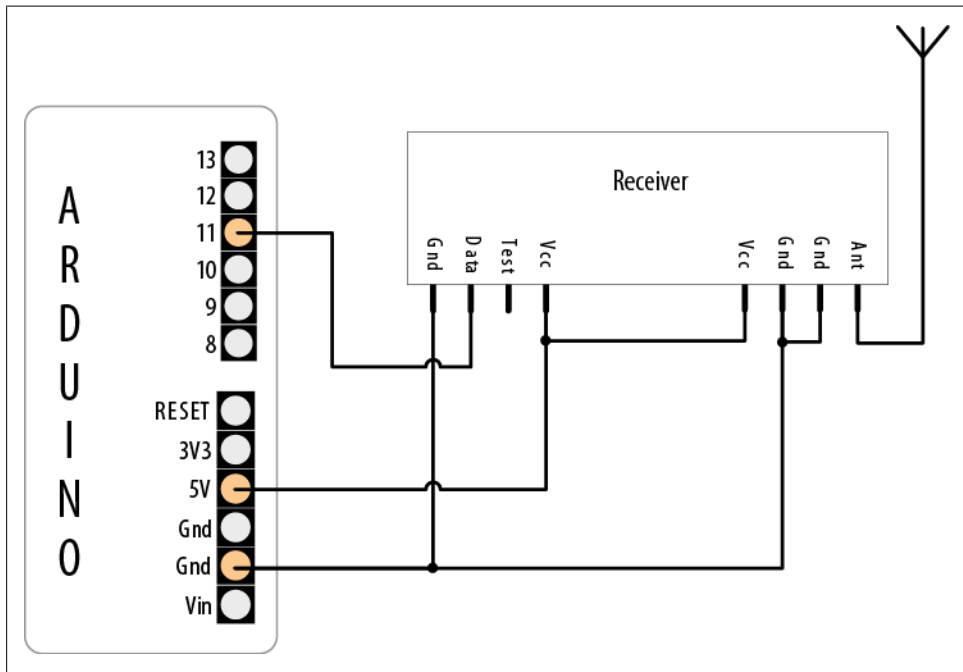 ARDUINO
13
12
11
10
9
8
RESET
3V3
5V
Gnd
Gnd
Vin
Receiver
Gnd
Data
Test
Vcc
Vcc
Gnd
Gnd
Ant